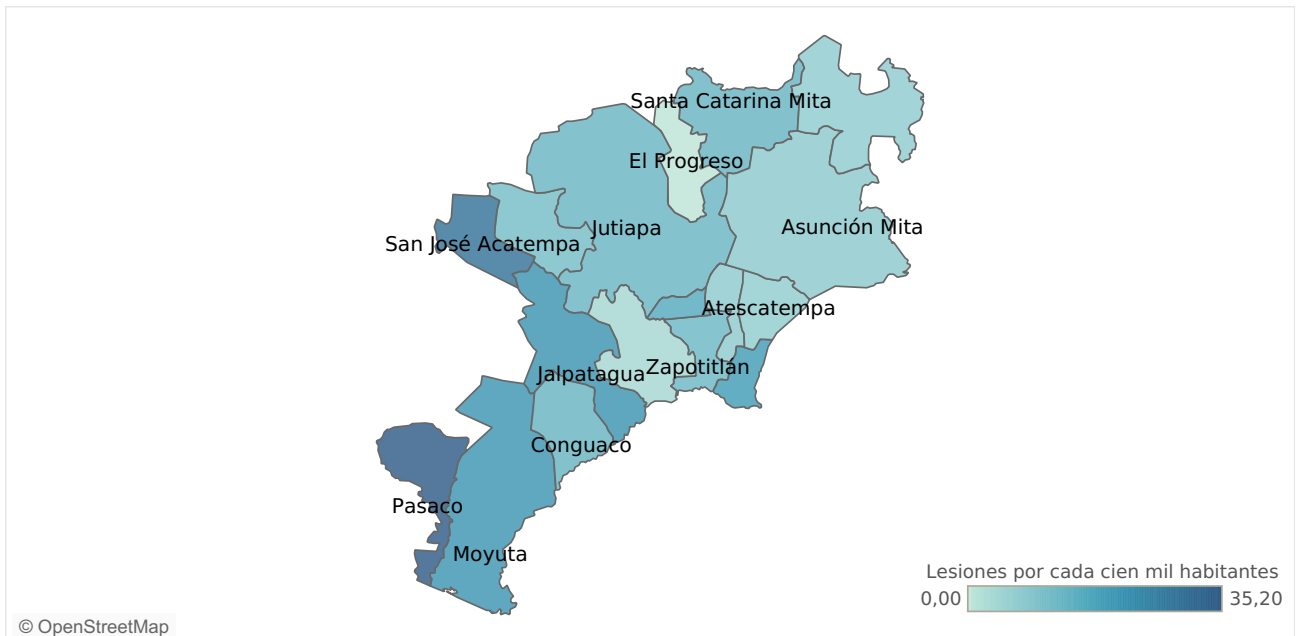 Santa Catarina Mita
El Progreso
Jutiapa
Asunción Mita
San José Acatempa
Atescatempa
Zapotitlán
Jalpatagua
Conguaco
Pasaco
Moyuta
Lesiones por cada cien mil habitantes
0,00 35,20
© OpenStreetMap